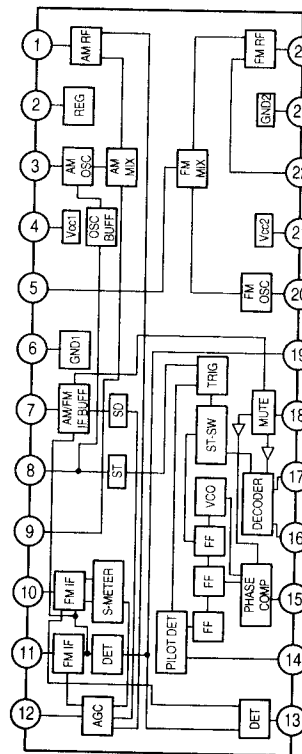 1
AM RF
FM RF
2
REG
GND2
3
AM
OSC
AM
MIX
FM
MIX
22
4
Vcc1
OSC
BUFF
Vcc2
5
FM
OSC
20
6
GND1
19
7
AM/FM
IF BUFF
SD
TRIG
MUTE
18
8
ST
ST-SW
17
9
VCO
DECODER
16
10
FM IF
S-METER
FF
FF
FF
PHASE
COMP
15
11
FM IF
DET
PILOT DET
14
12
AGC
DET
13